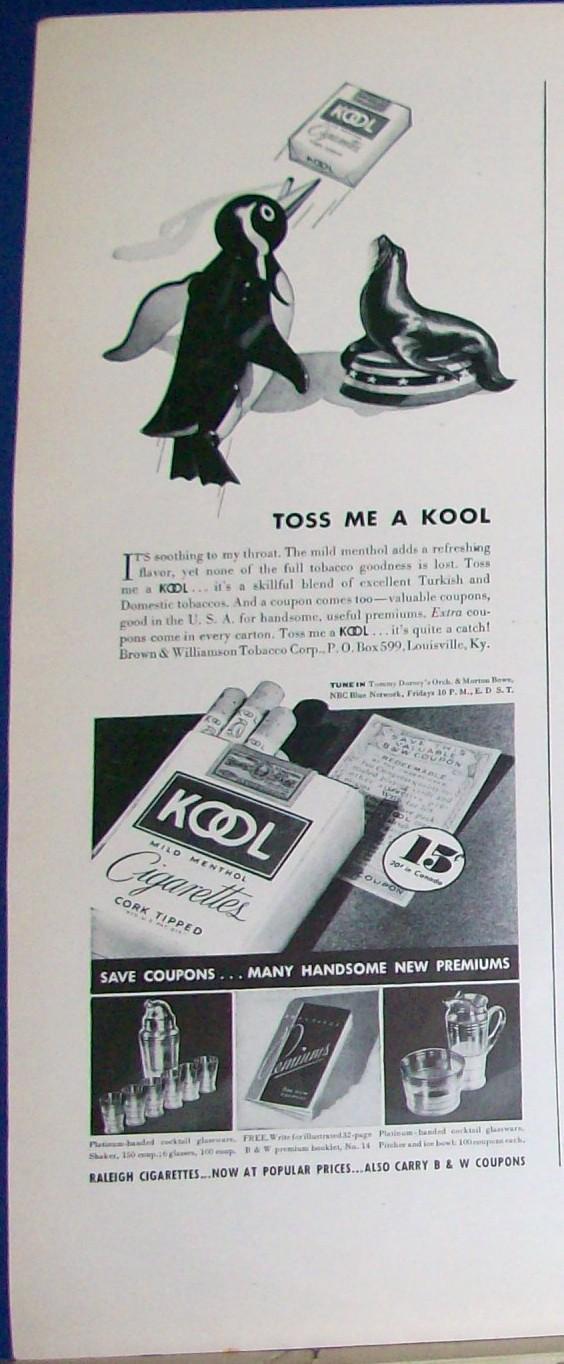 KOOL
Cigarettes
KOOL
TOSS ME A KOOL
IT'S soothing to my throat. The mild menthol adds a refreshing
flavor, yet none of the full tobacco goodness is lost. Toss
me a KOOL... it's a skillful blend of excellent Turkish and
Domestic tobaccos. And a coupon comes too—valuable coupons,
good in the U. S. A. for handsome, useful premiums. Extra cou-
pons come in every carton. Toss me a KOOL... it's quite a catch!
Brown & Williamson Tobacco Corp., P. O. Box 599, Louisville, Ky.
TUNE IN Tommy Dorsey's Orch. & Morton Bowe,
NBC Blue Network, Fridays 10 P. M., E. D. S. T.
SAVE THIS
VALUABLE
B&W COUPON
REDEEMABLE
COUPON
KOOL
MILD MENTHOL
Cigarettes
CORK TIPPED
15¢
20¢ in Canada
SAVE COUPONS... MANY HANDSOME NEW PREMIUMS
Premiums
Platinum-banded cocktail glassware.
Shaker, 150 coup.; 6 glasses, 100 coup.
FREE. Write for illustrated 32-page
B & W premium booklet, No. 14
Platinum-banded cocktail glassware.
Pitcher and ice bowl: 100 coupons each.
RALEIGH CIGARETTES...NOW AT POPULAR PRICES...ALSO CARRY B & W COUPONS